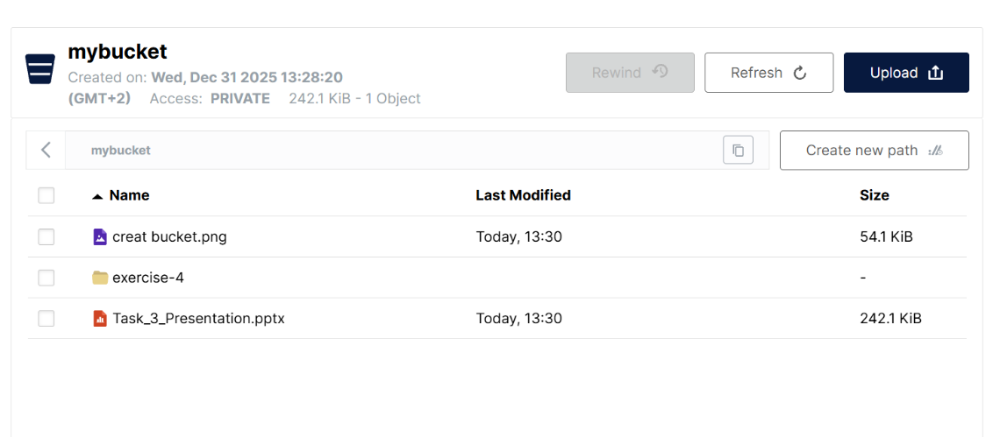 mybucket
Created on: Wed, Dec 31 2025 13:28:20
(GMT+2) Access: PRIVATE 242.1 KiB - 1 Object
Rewind
Refresh
Upload
mybucket
Create new path
Name Last Modified Size
creat bucket.png Today, 13:30 54.1 KiB
exercise-4 -
Task_3_Presentation.pptx Today, 13:30 242.1 KiB